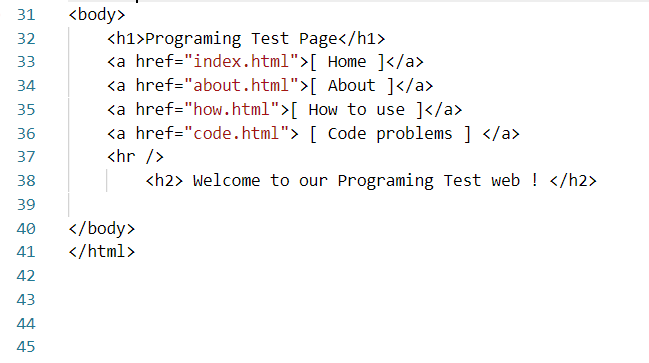 31 <body>
32 <h1>Programing Test Page</h1>
33 <a href="index.html">[ Home ]</a>
34 <a href="about.html">[ About ]</a>
35 <a href="how.html">[ How to use ]</a>
36 <a href="code.html"> [ Code problems ] </a>
37 <hr />
38 <h2> Welcome to our Programing Test web ! </h2>
39
40 </body>
41 </html>
42
43
44
45